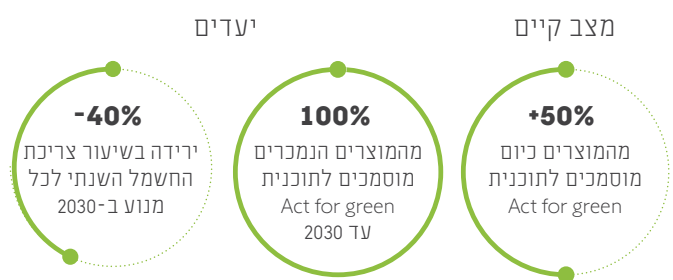 מצב קיים
+50%
מהמוצרים כיום
מוסמכים לתוכנית
Act for green
יעדים
100%
מהמוצרים הנמכרים
מוסמכים לתוכנית
Act for green
עד 2030
-40%
ירידה בשיעור צריכת
החשמל השנתי לכל
מנוע ב-2030